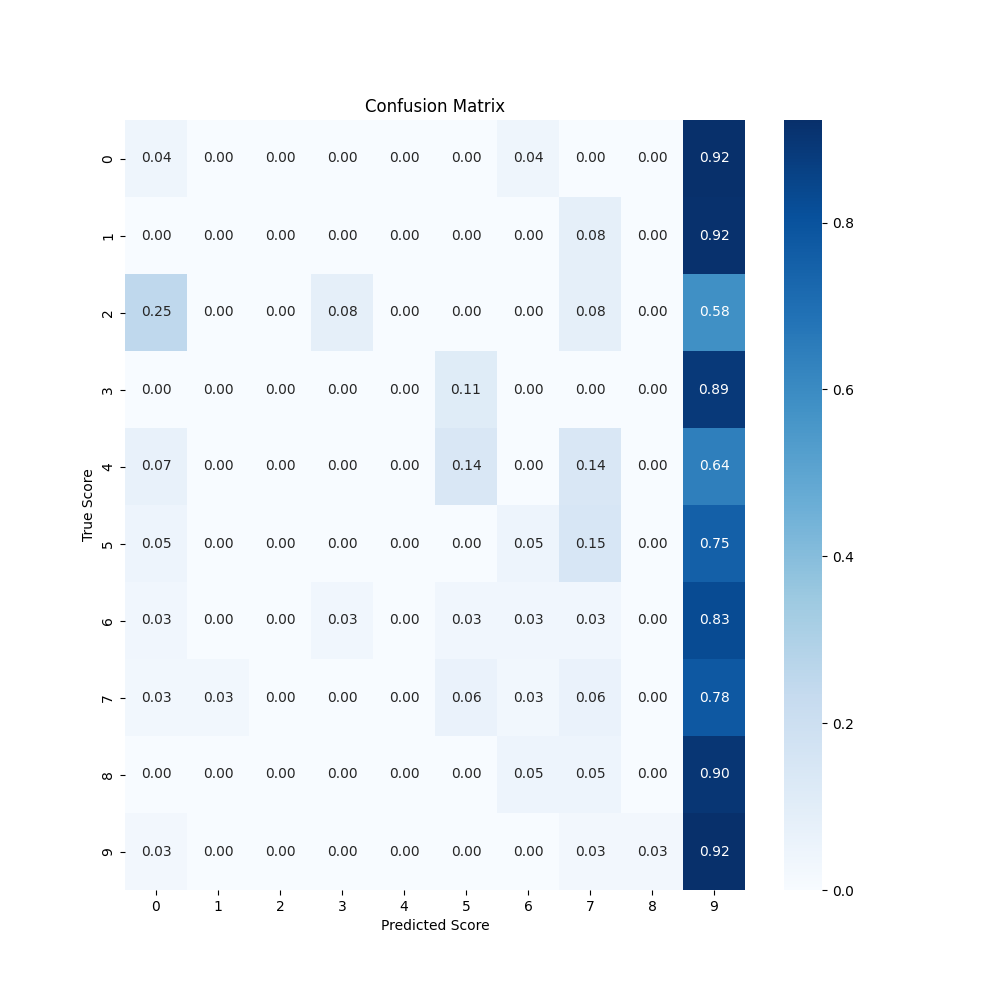 Confusion Matrix
0 0.04 0.00 0.00 0.00 0.00 0.00 0.04 0.00 0.00 0.92
1 0.00 0.00 0.00 0.00 0.00 0.00 0.00 0.08 0.00 0.92
2 0.25 0.00 0.00 0.08 0.00 0.00 0.00 0.08 0.00 0.58
3 0.00 0.00 0.00 0.00 0.00 0.11 0.00 0.00 0.00 0.89
4 0.07 0.00 0.00 0.00 0.00 0.14 0.00 0.14 0.00 0.64
5 0.05 0.00 0.00 0.00 0.00 0.00 0.05 0.15 0.00 0.75
6 0.03 0.00 0.00 0.03 0.00 0.03 0.03 0.03 0.00 0.83
7 0.03 0.03 0.00 0.00 0.00 0.06 0.03 0.06 0.00 0.78
8 0.00 0.00 0.00 0.00 0.00 0.00 0.05 0.05 0.00 0.90
9 0.03 0.00 0.00 0.00 0.00 0.00 0.00 0.03 0.03 0.92
0 1 2 3 4 5 6 7 8 9
Predicted Score
True Score
0.8
0.6
0.4
0.2
0.0